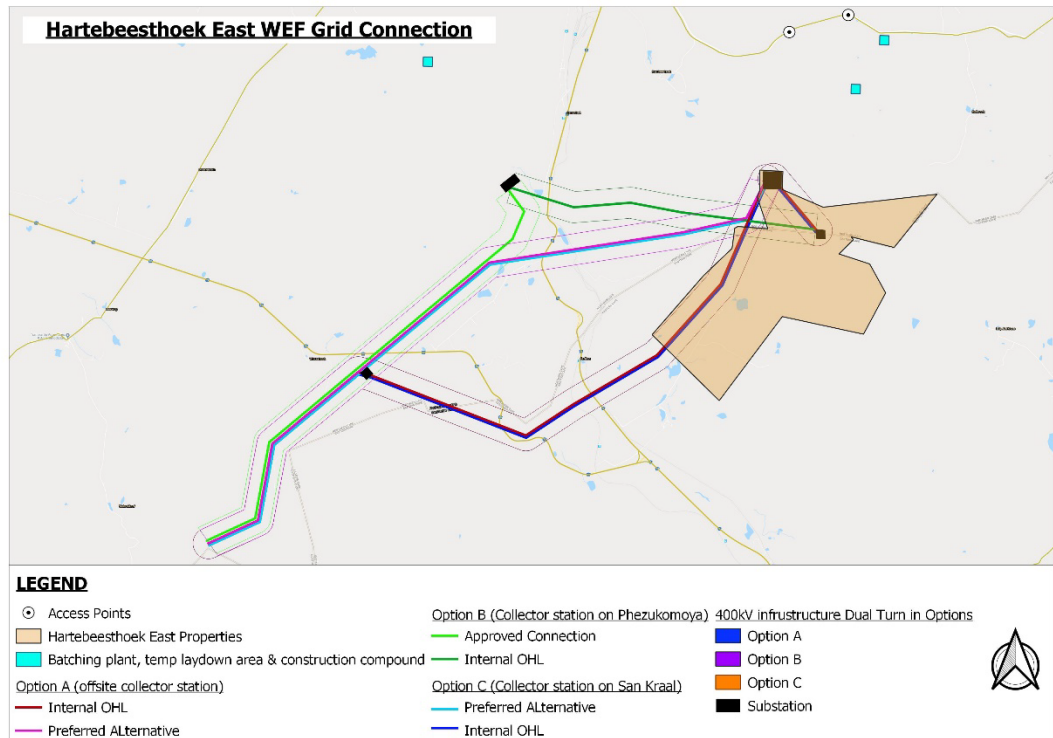 Hartebeesthoek East WEF Grid Connection
LEGEND
Access Points
Hartebeesthoek East Properties
Batching plant, temp laydown area & construction compound
Option A (offsite collector station)
Internal OHL
Preferred ALternative
Option B (Collector station on Phezukomoya)
Approved Connection
Internal OHL
Option C (Collector station on San Kraal)
Preferred ALternative
Internal OHL
400kV infrustructure Dual Turn in Options
Option A
Option B
Option C
Substation